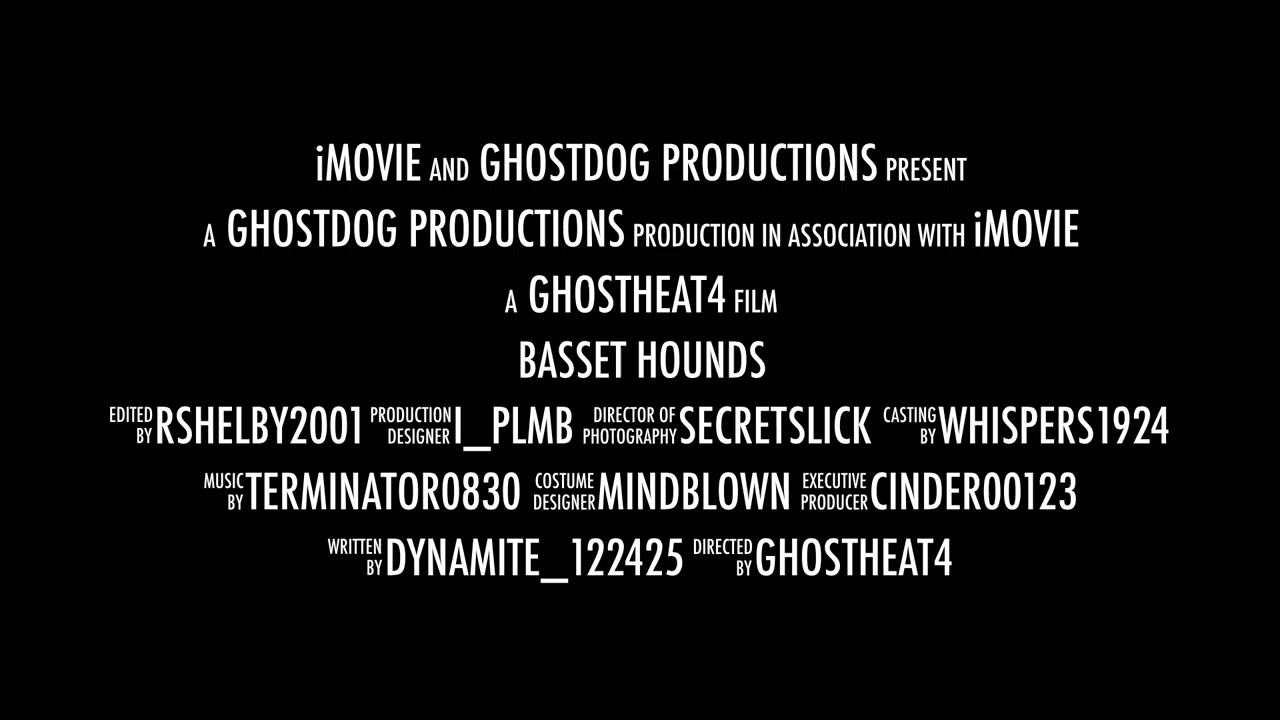 iMOVIE AND GHOSTDOG PRODUCTIONS PRESENT
A GHOSTDOG PRODUCTIONS PRODUCTION IN ASSOCIATION WITH iMOVIE
A GHOSTHEAT4 FILM
BASSET HOUNDS
EDITED BY RSHELBY2001 PRODUCTION DESIGNER I_PLMB DIRECTOR OF PHOTOGRAPHY SECRETSLICK CASTING BY WHISPERS1924
MUSIC BY TERMINATOR0830 COSTUME DESIGNER MINDBLOWN EXECUTIVE PRODUCER CINDER00123
WRITTEN BY DYNAMITE_122425 DIRECTED BY GHOSTHEAT4